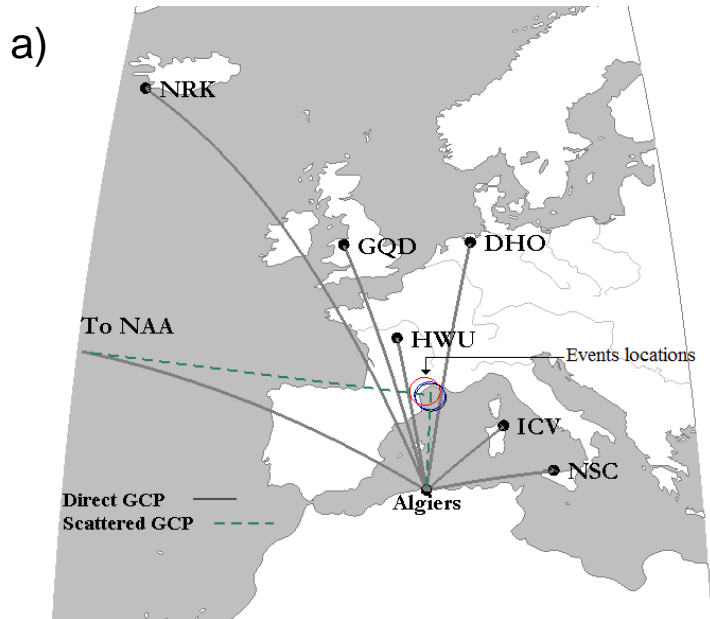 a)
NRK
GQD
DHO
To NAA
HWU
Events locations
ICV
NSC
Direct GCP
Algiers
Scattered GCP